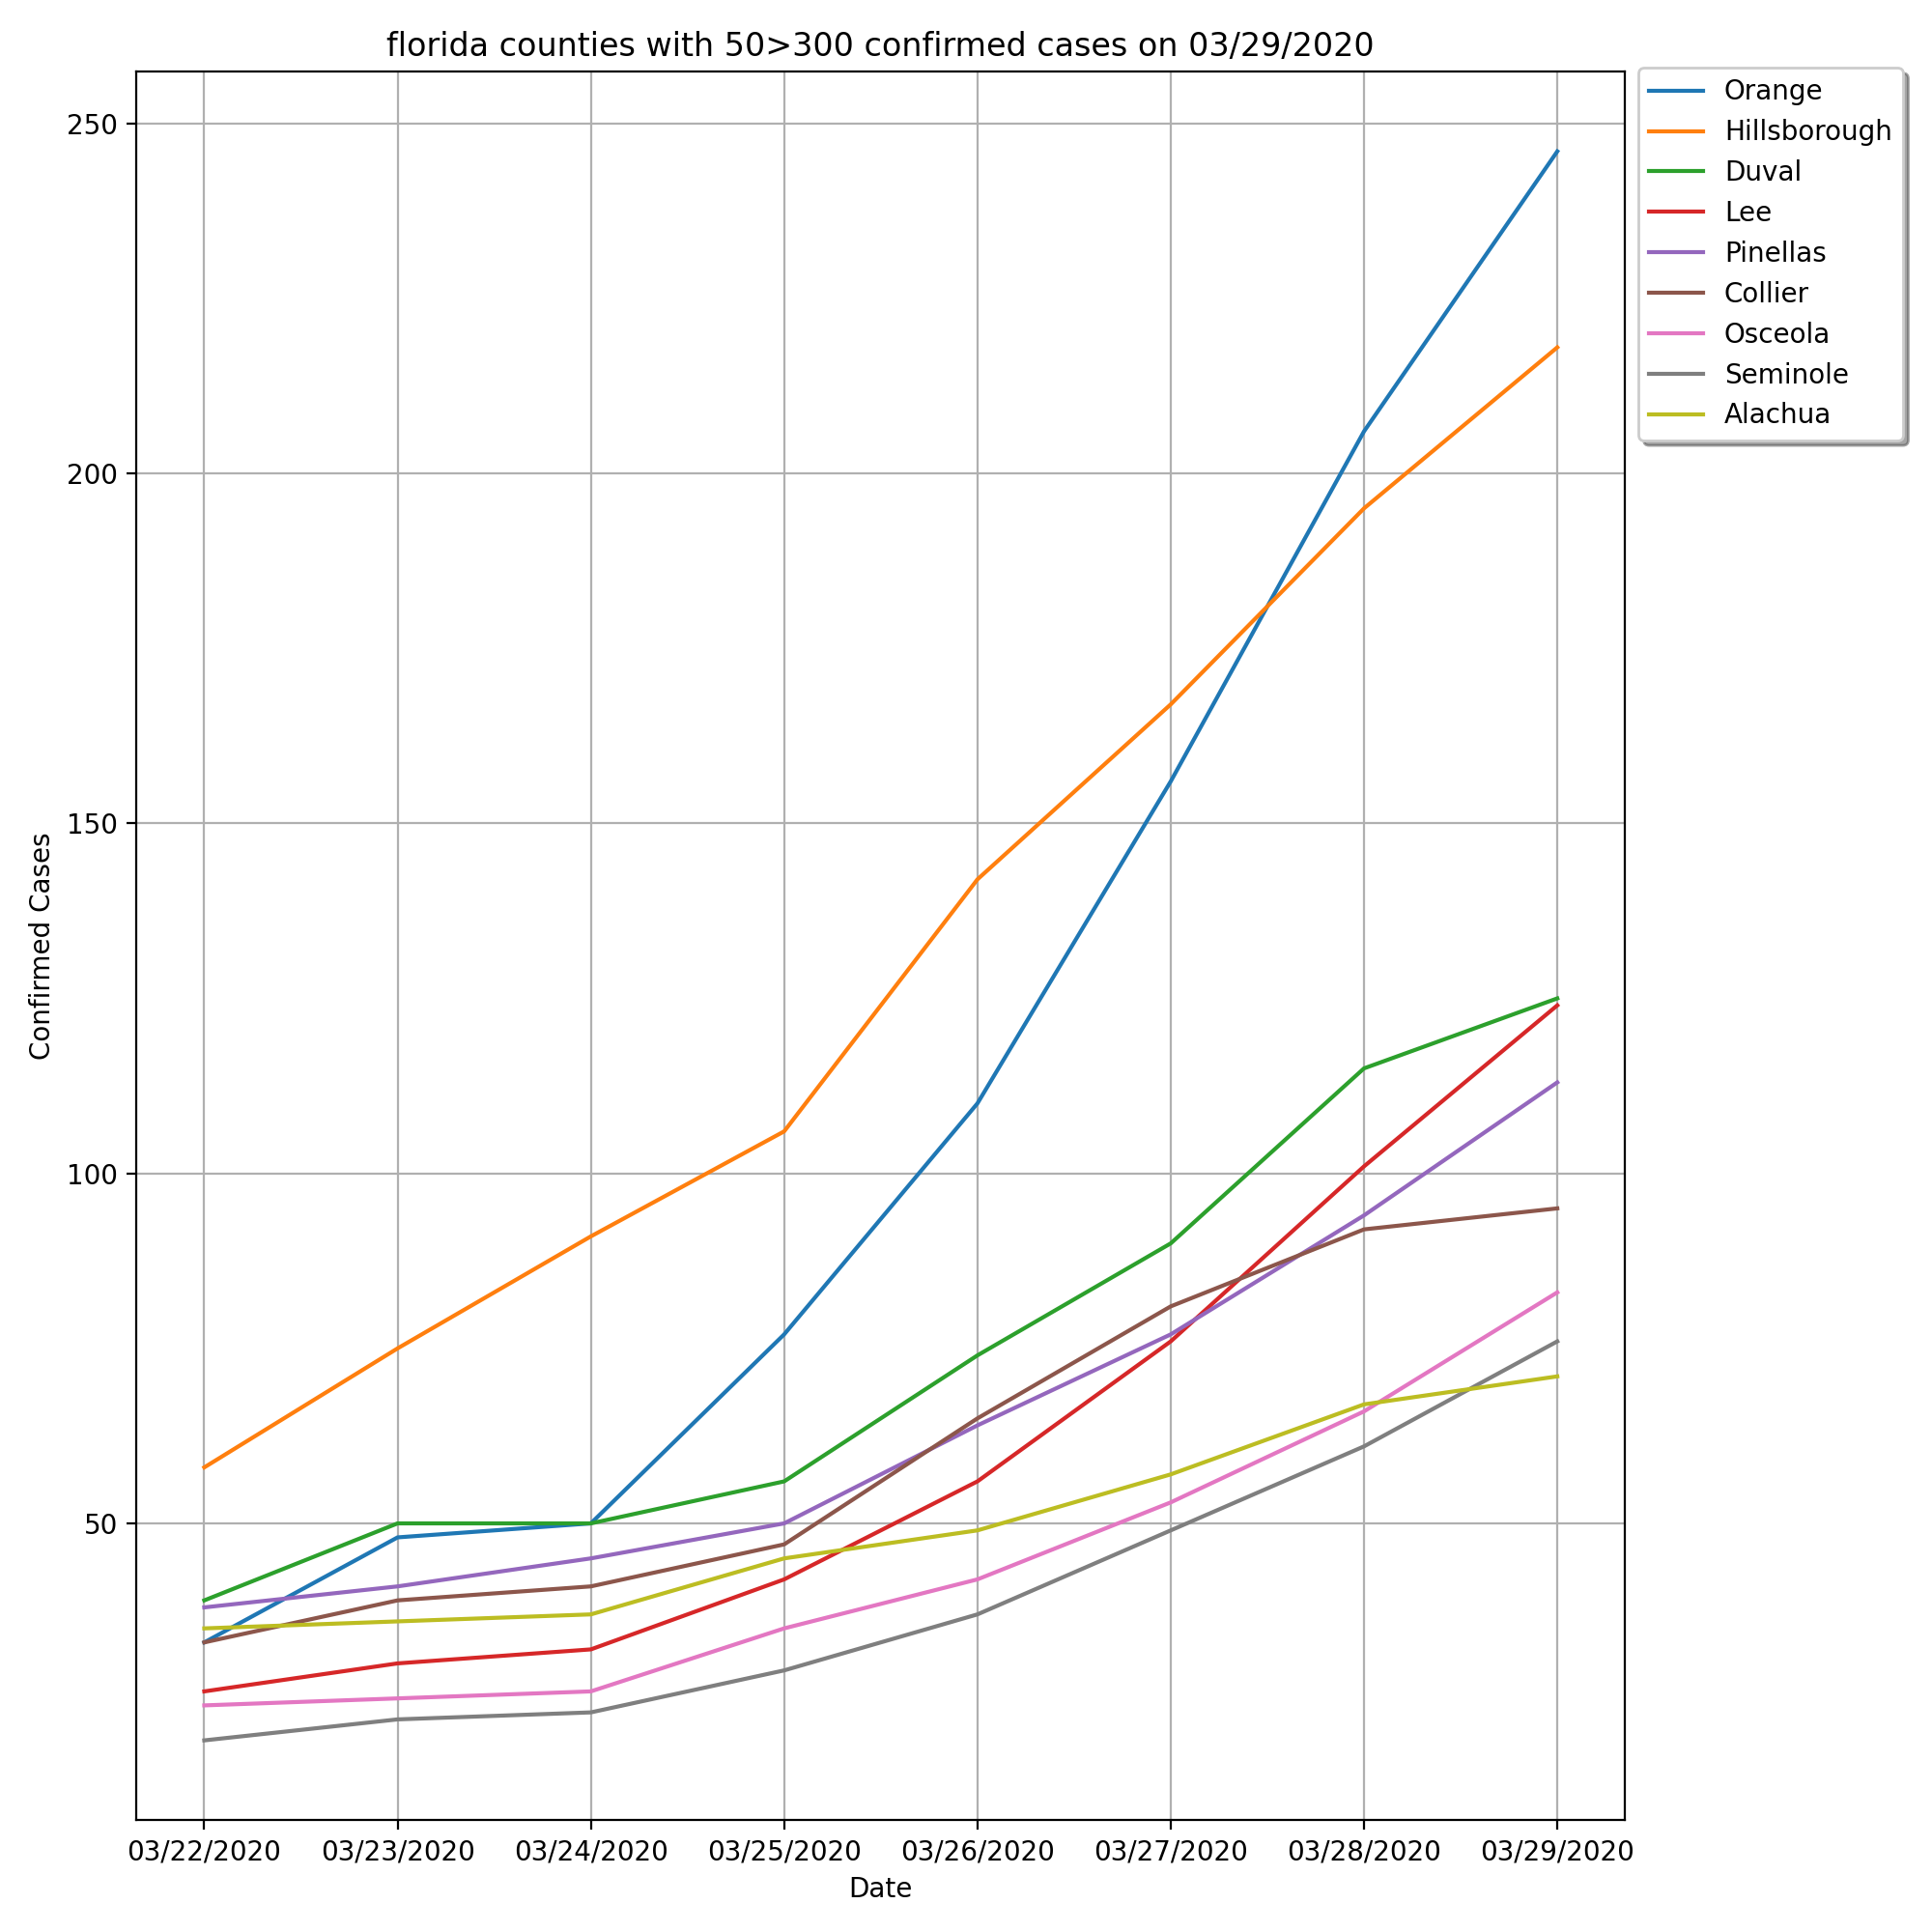 florida counties with 50>300 confirmed cases on 03/29/2020
Orange
Hillsborough
Duval
Lee
Pinellas
Collier
Osceola
Seminole
Alachua
250
200
150
100
50
Confirmed Cases
03/22/2020 03/23/2020 03/24/2020 03/25/2020 03/26/2020 03/27/2020 03/28/2020 03/29/2020
Date